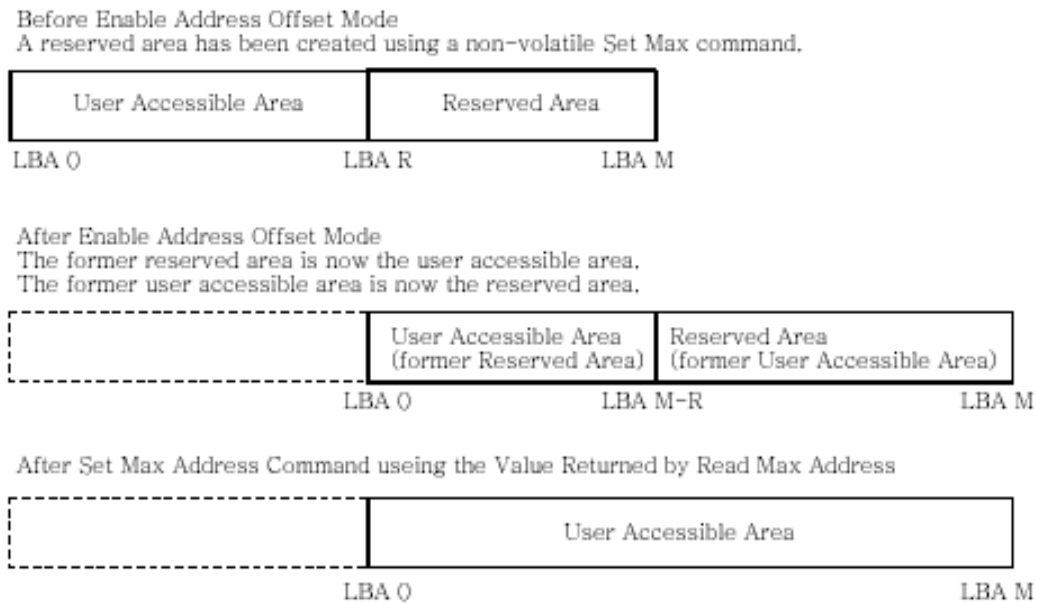 Before Enable Address Offset Mode
A reserved area has been created using a non-volatile Set Max command.
User Accessible Area
Reserved Area
LBA 0
LBA R
LBA M
After Enable Address Offset Mode
The former reserved area is now the user accessible area.
The former user accessible area is now the reserved area.
User Accessible Area
(former Reserved Area)
Reserved Area
(former User Accessible Area)
LBA 0
LBA M-R
LBA M
After Set Max Address Command useing the Value Returned by Read Max Address
User Accessible Area
LBA 0
LBA M